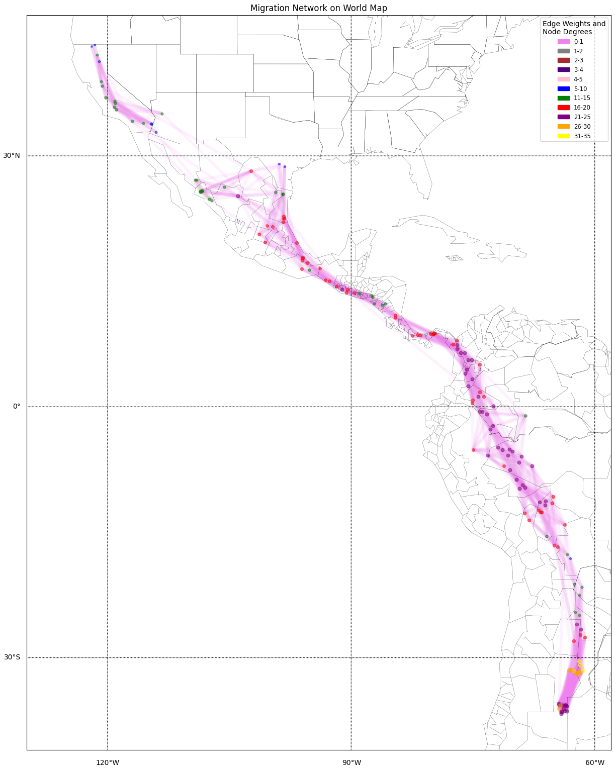 Migration Network on World Map
Edge Weights and
Node Degrees
0-1
1-2
2-3
3-4
4-5
5-10
11-15
16-20
21-25
26-30
31-35
30°N
0°
30°S
120°W
90°W
60°W